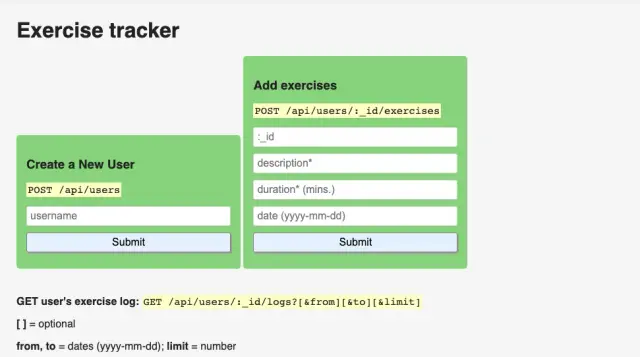 Exercise tracker
Create a New User
POST /api/users
username
Submit
Add exercises
POST /api/users/:_id/exercises
:_id
description*
duration* (mins.)
date (yyyy-mm-dd)
Submit
GET user's exercise log: GET /api/users/:_id/logs?[&from][&to][&limit]
[ ] = optional
from, to = dates (yyyy-mm-dd); limit = number